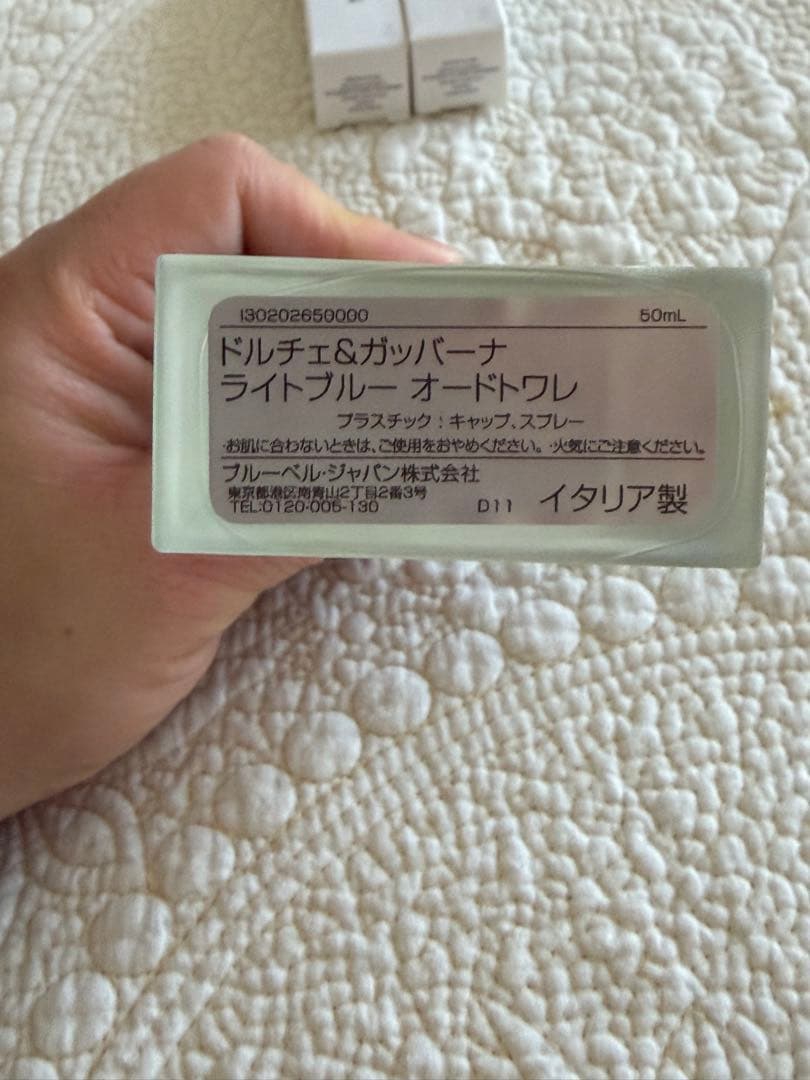 130202650000 50mL
ドルチェ&ガッバーナ
ライトブルー オードトワレ
プラスチック：キャップ、スプレー
・お肌に合わないときは、ご使用をおやめください。・火気にご注意ください。
ブルーベル・ジャパン株式会社
東京都港区南青山2丁目2番3号
TEL:0120-005-130 D11 イタリア製